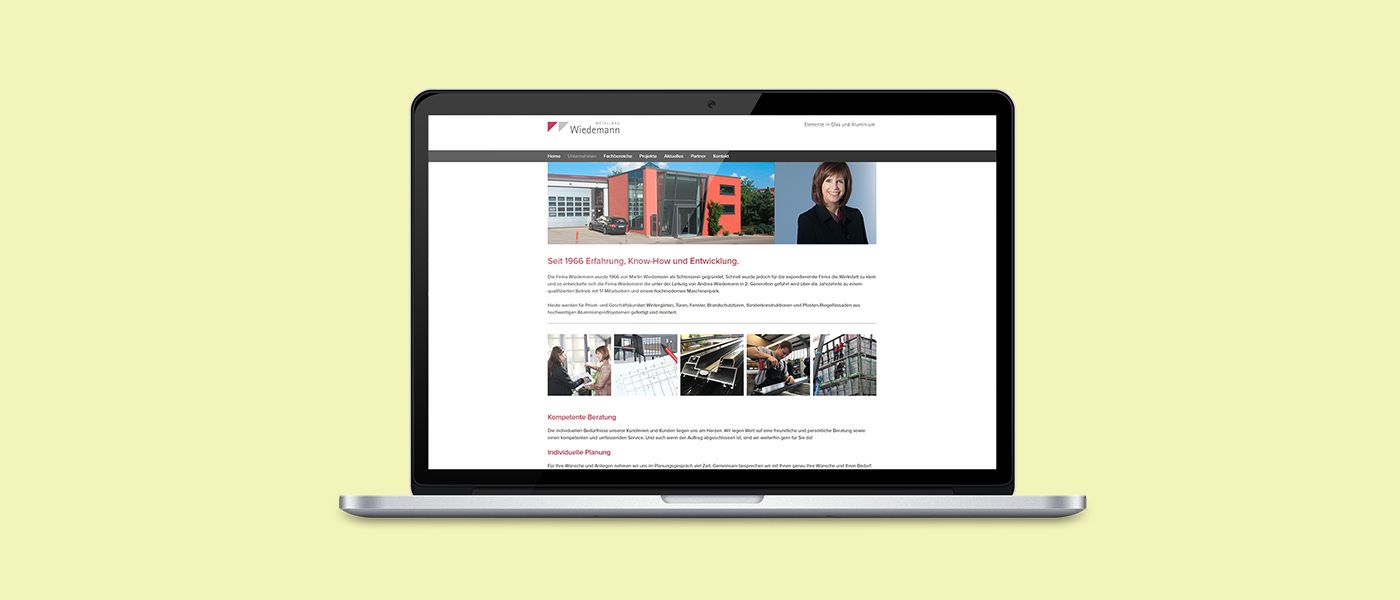 METALLBAU
Wiedemann
Elemente in Glas und Aluminium
Home Unternehmen Fachbereiche Projekte Aktuelles Partner Kontakt
Seit 1966 Erfahrung, Know-How und Entwicklung.
Die Firma Wiedemann wurde 1966 von Martin Wiedemann als Schlosserei gegründet. Schnell wurde jedoch für die expandierende Firma die Werkstatt zu klein
und so entwickelte sich die Firma Wiedemann die unter der Leitung von Andrea Wiedemann in 2. Generation geführt wird über die Jahrzehnte zu einem
qualifizierten Betrieb mit 17 Mitarbeitern und einem hochmodernen Maschinenpark.
Heute werden für Privat- und Geschäftskunden Wintergärten, Türen, Fenster, Brandschutztüren, Sonderkonstruktionen und Pfosten-Riegelfassaden aus
hochwertigen Aluminiumprofilsystemen gefertigt und montiert.
Kompetente Beratung
Die individuellen Bedürfnisse unserer Kundinnen und Kunden liegen uns am Herzen. Wir legen Wert auf eine freundliche und persönliche Beratung sowie
einen kompetenten und umfassenden Service. Und auch wenn der Auftrag abgeschlossen ist, sind wir weiterhin gern für Sie da!
Individuelle Planung
Für Ihre Wünsche und Anliegen nehmen wir uns im Planungsgespräch viel Zeit. Gemeinsam besprechen wir mit Ihnen genau Ihre Wünsche und Ihren Bedarf.